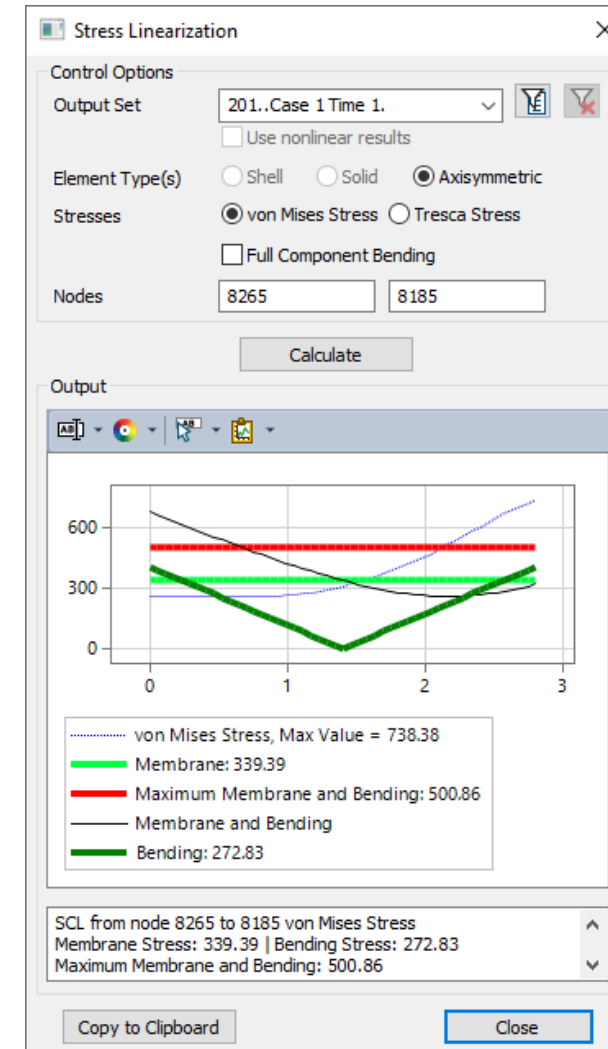 Stress Linearization
Control Options
Output Set 201..Case 1 Time 1.
Use nonlinear results
Element Type(s) Shell Solid Axisymmetric
Stresses von Mises Stress Tresca Stress
Full Component Bending
Nodes 8265 8185
Calculate
Output
600
300
0
0 1 2 3
von Mises Stress, Max Value = 738.38
Membrane: 339.39
Maximum Membrane and Bending: 500.86
Membrane and Bending
Bending: 272.83
SCL from node 8265 to 8185 von Mises Stress
Membrane Stress: 339.39 | Bending Stress: 272.83
Maximum Membrane and Bending: 500.86
Copy to Clipboard Close